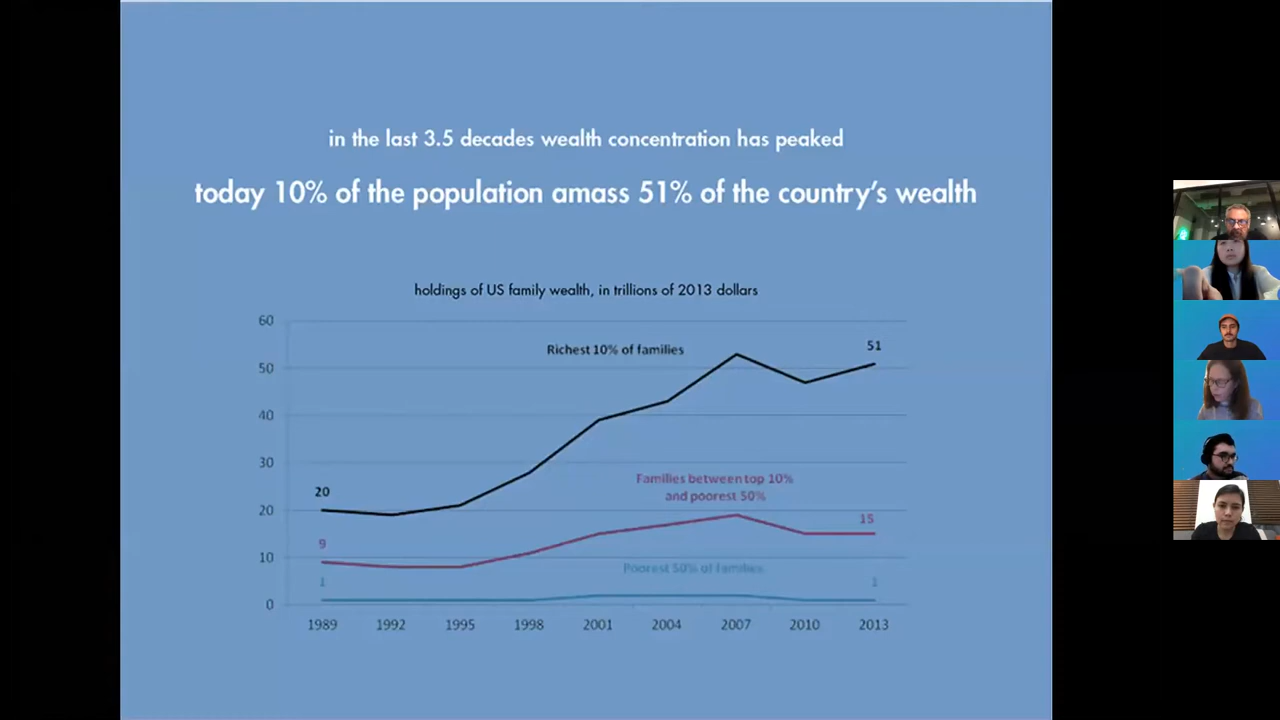 in the last 3.5 decades wealth concentration has peaked
today 10% of the population amass 51% of the country's wealth
holdings of US family wealth, in trillions of 2013 dollars
60
50
40
30
20
10
0
Richest 10% of families
51
20
Families between top 10%
and poorest 50%
15
9
Poorest 50% of families
1
1
1989 1992 1995 1998 2001 2004 2007 2010 2013